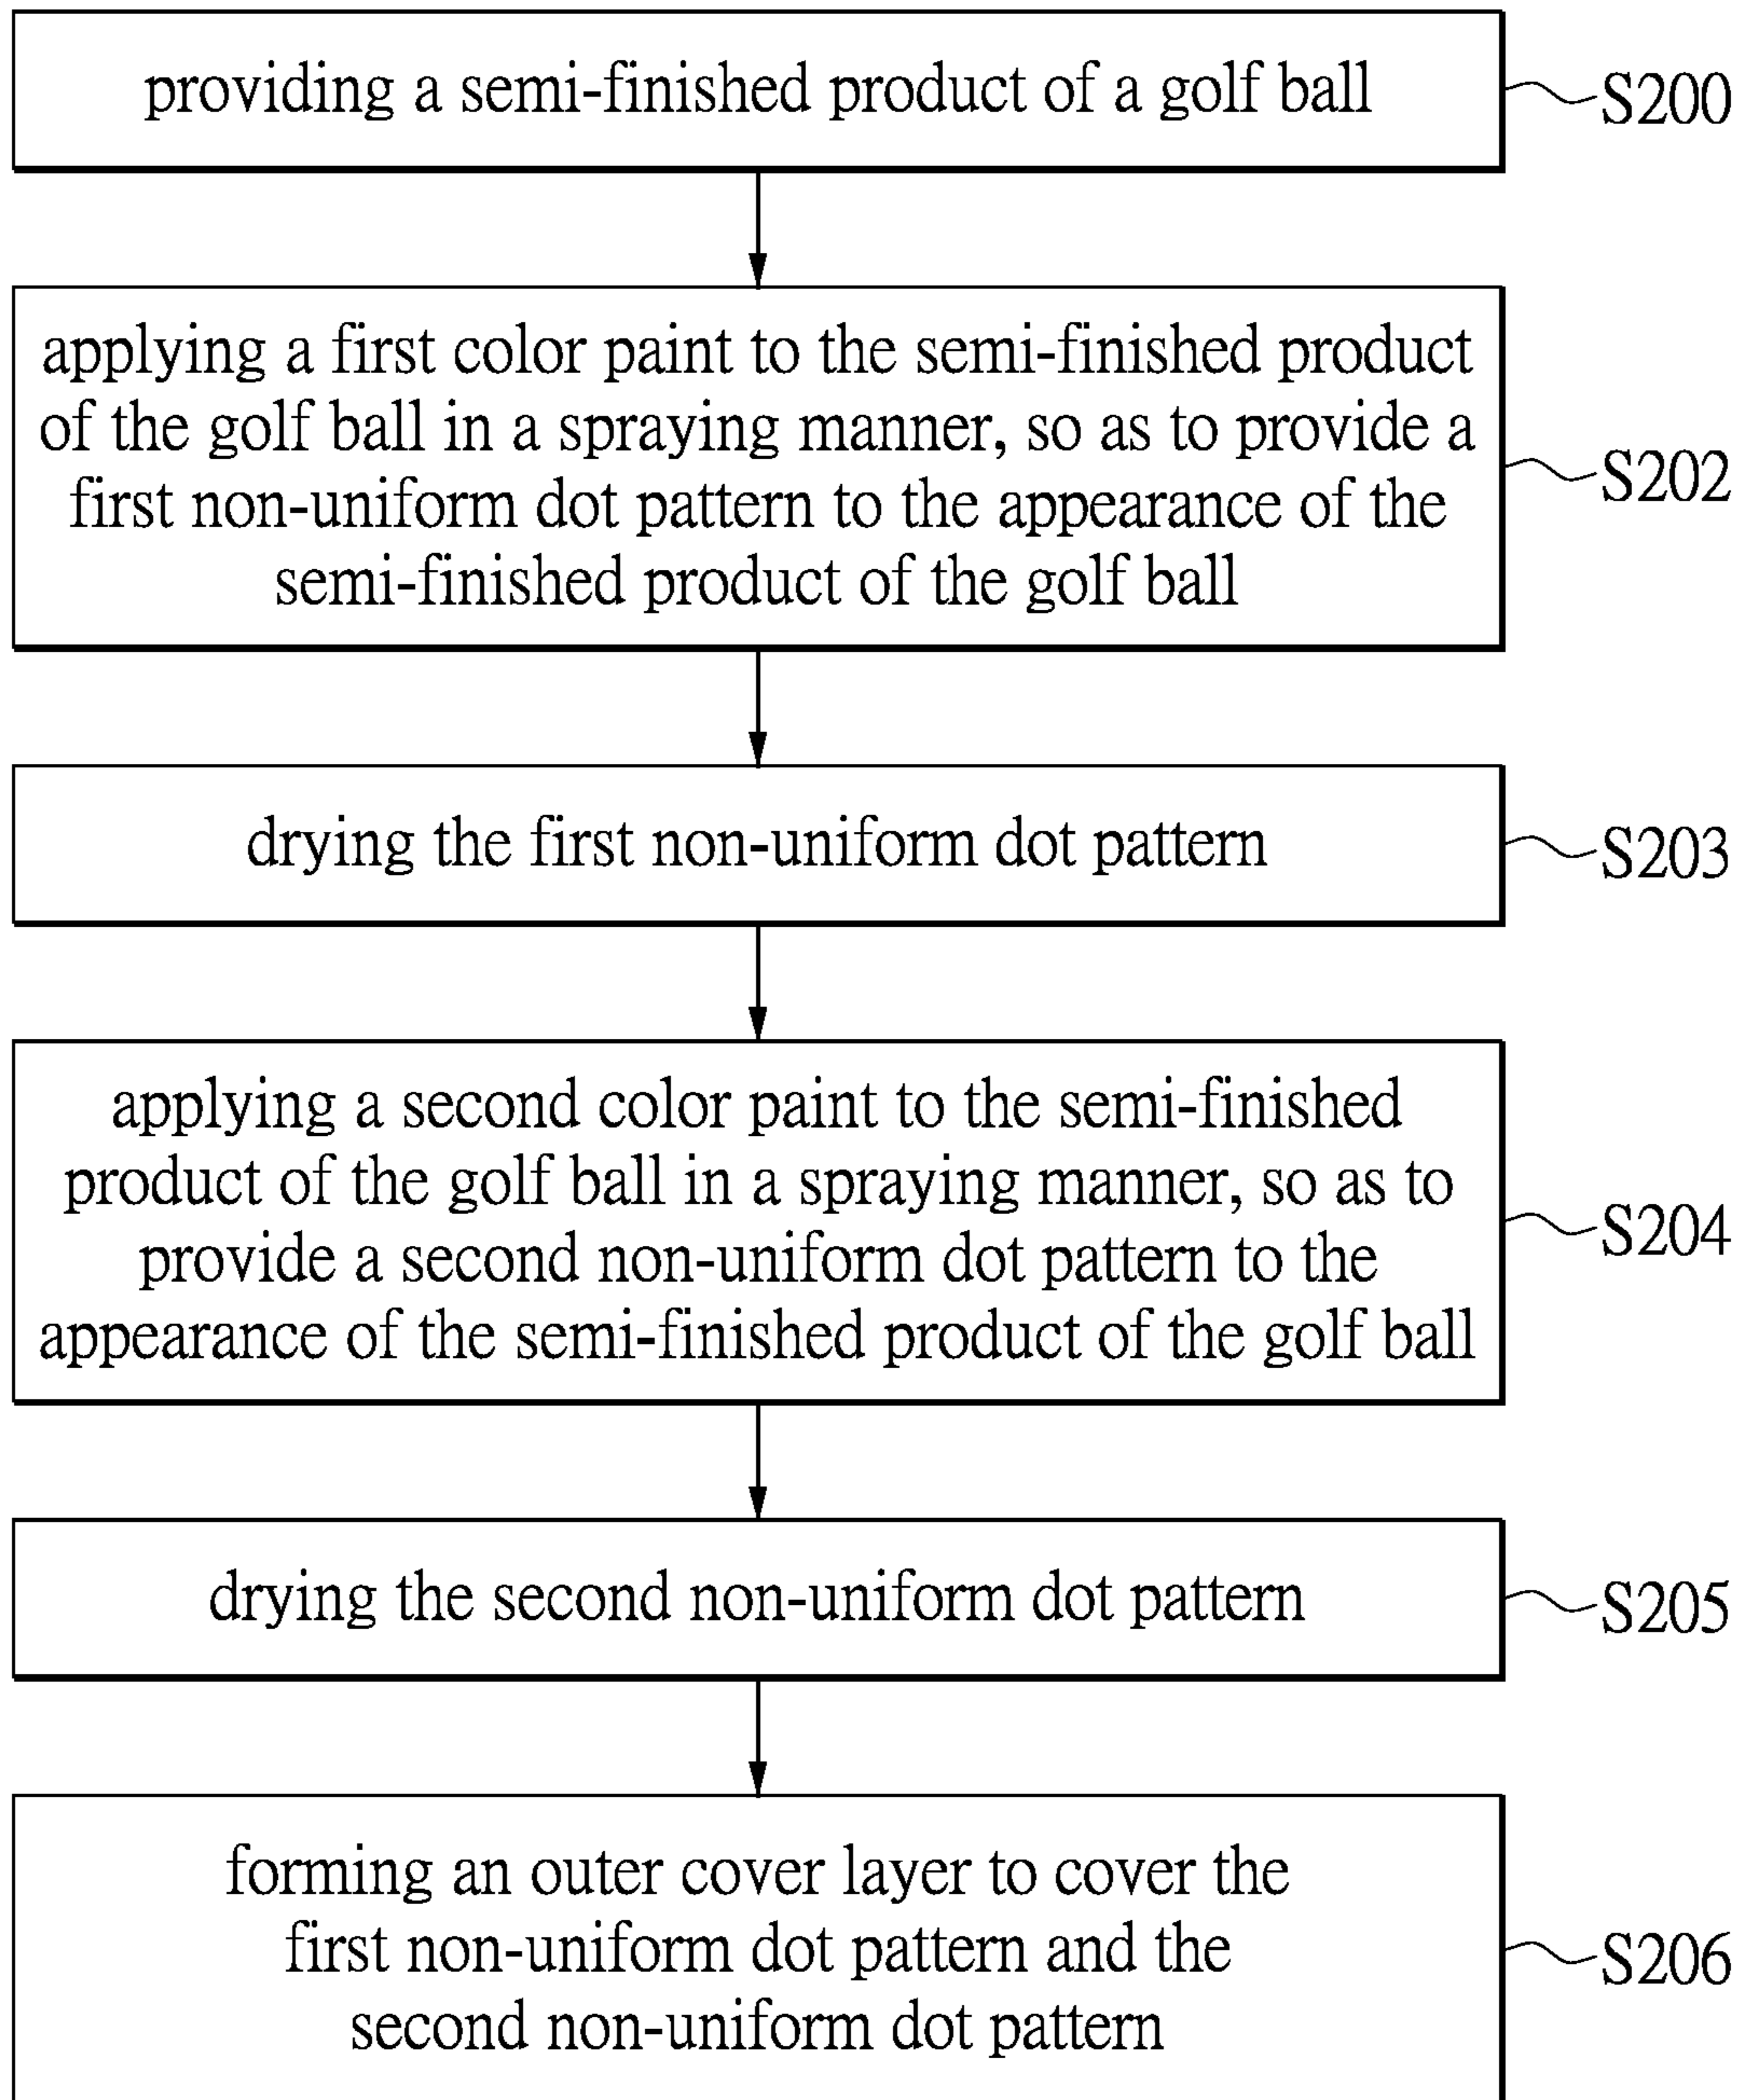 providing a semi-finished product of a golf ball
S200
applying a first color paint to the semi-finished product
of the golf ball in a spraying manner, so as to provide a
first non-uniform dot pattern to the appearance of the
semi-finished product of the golf ball
S202
drying the first non-uniform dot pattern
S203
applying a second color paint to the semi-finished
product of the golf ball in a spraying manner, so as to
provide a second non-uniform dot pattern to the
appearance of the semi-finished product of the golf ball
S204
drying the second non-uniform dot pattern
S205
forming an outer cover layer to cover the
first non-uniform dot pattern and the
second non-uniform dot pattern
S206